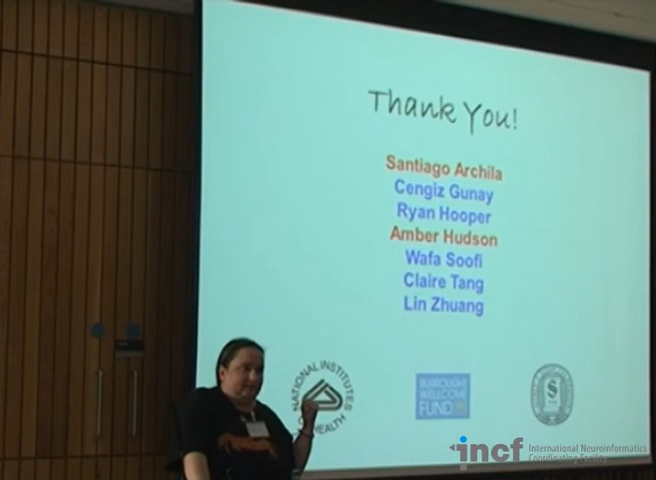 Thank You!
Santiago Archila
Cengiz Gunay
Ryan Hooper
Amber Hudson
Wafa Soofi
Claire Tang
Lin Zhuang
NATIONAL INSTITUTES
OF HEALTH
BURROUGHS
WELLCOME
FUND
incf International Neuroinformatics
Coordinating Facility